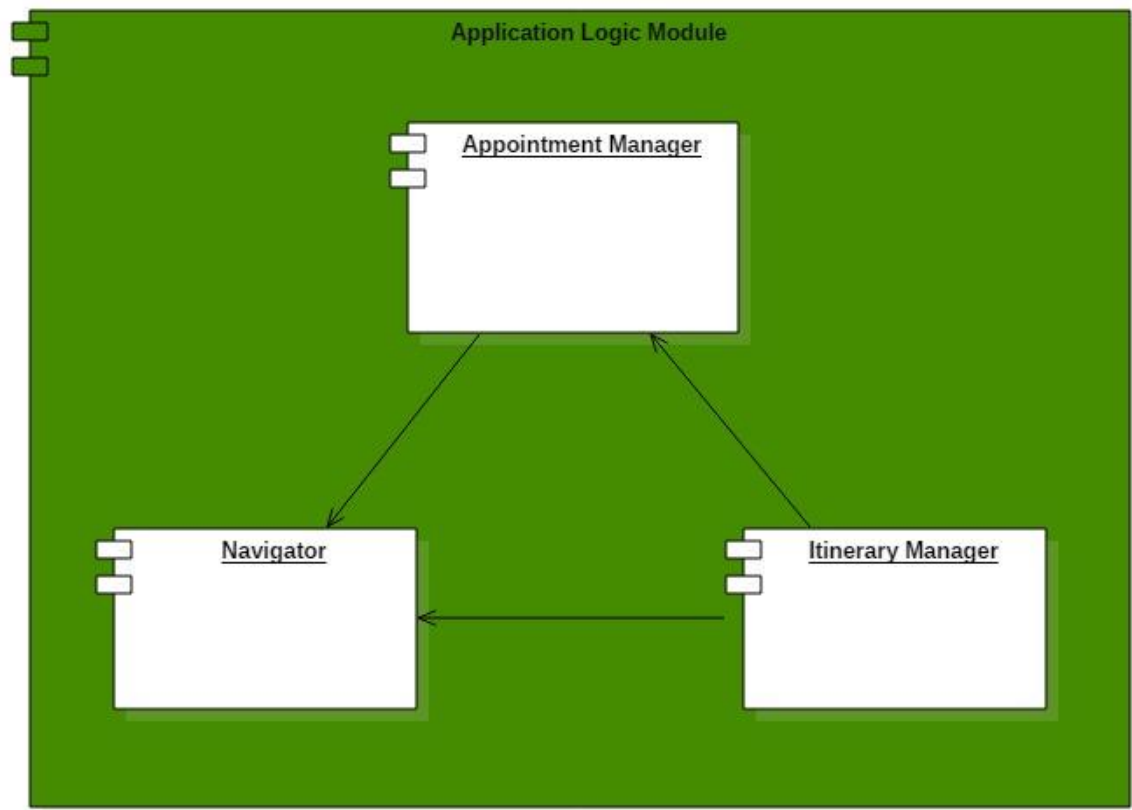 Application Logic Module
Appointment Manager
Navigator
Itinerary Manager